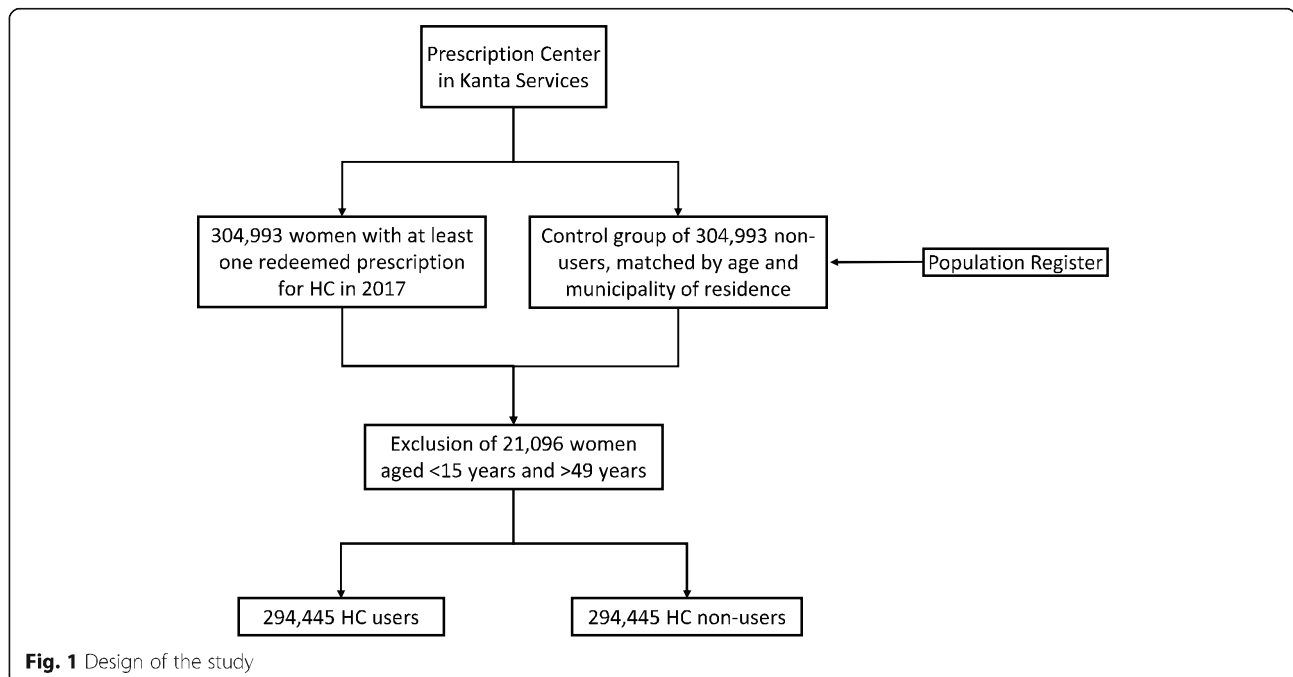 Prescription Center
in Kanta Services
304,993 women with at least
one redeemed prescription
for HC in 2017
Control group of 304,993 non-
users, matched by age and
municipality of residence
Population Register
Exclusion of 21,096 women
aged <15 years and >49 years
294,445 HC users
294,445 HC non-users
Fig. 1 Design of the study